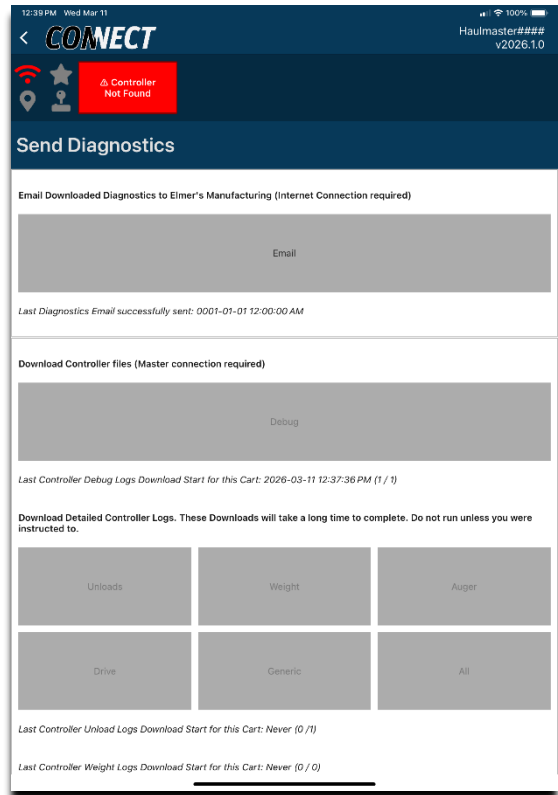 12:39 PM Wed Mar 11
100%
CONNECT
Haulmaster####
v2026.1.0
Controller
Not Found
Send Diagnostics
Email Downloaded Diagnostics to Elmer's Manufacturing (Internet Connection required)
Email
Last Diagnostics Email successfully sent: 0001-01-01 12:00:00 AM
Download Controller files (Master connection required)
Debug
Last Controller Debug Logs Download Start for this Cart: 2026-03-11 12:37:36 PM (1 / 1)
Download Detailed Controller Logs. These Downloads will take a long time to complete. Do not run unless you were
instructed to.
Unloads Weight Auger
Drive Generic All
Last Controller Unload Logs Download Start for this Cart: Never (0 /1)
Last Controller Weight Logs Download Start for this Cart: Never (0 / 0)